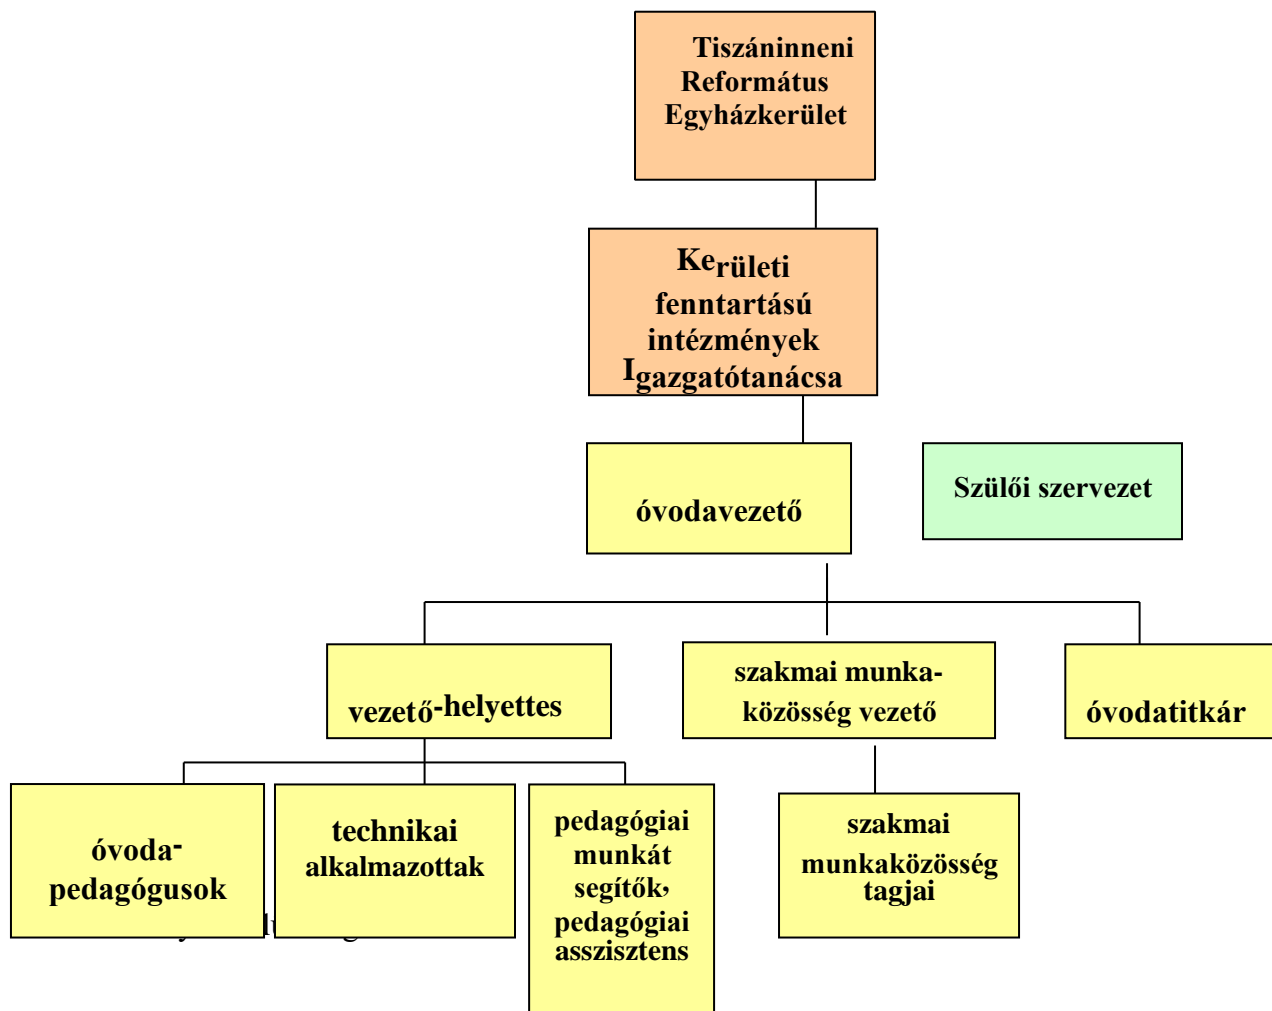 Tiszáninneni
Református
Egyházkerület
Kerületi
fenntartású
intézmények
Igazgatótanácsa
óvodavezető
Szülői szervezet
vezető-helyettes
szakmai munka-
közösség vezető
óvodatitkár
óvoda-
pedagógusok
technikai
alkalmazottak
pedagógiai
munkát
segítők,
pedagógiai
asszisztens
szakmai
munkaközösség
tagjai